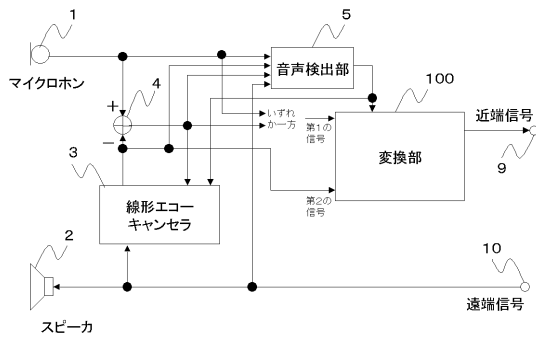 1
5
音声検出部
100
マイクロホン
4
+
-
いずれ
か一方
第1の
信号
変換部
近端信号
9
3
線形エコー
キャンセラ
第2の
信号
2
10
遠端信号
スピーカ